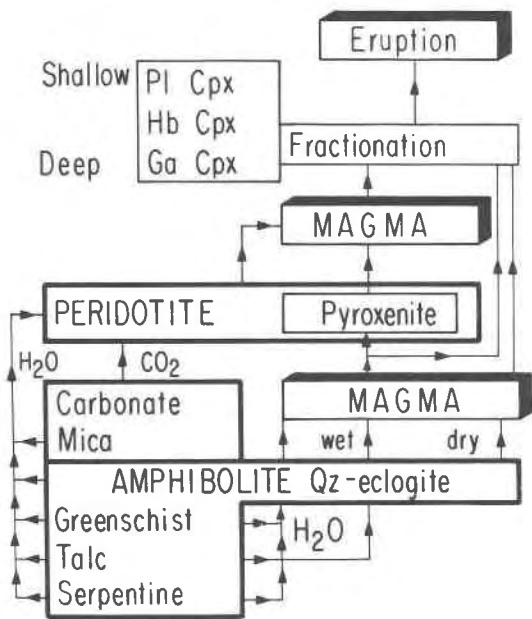 Eruption
Shallow
Pl Cpx
Hb Cpx
Deep
Ga Cpx
Fractionation
MAGMA
PERIDOTITE
Pyroxenite
H2O
CO2
Carbonate
Mica
MAGMA
wet
dry
AMPHIBOLITE Qz-eclogite
Greenschist
H2O
Talc
Serpentine